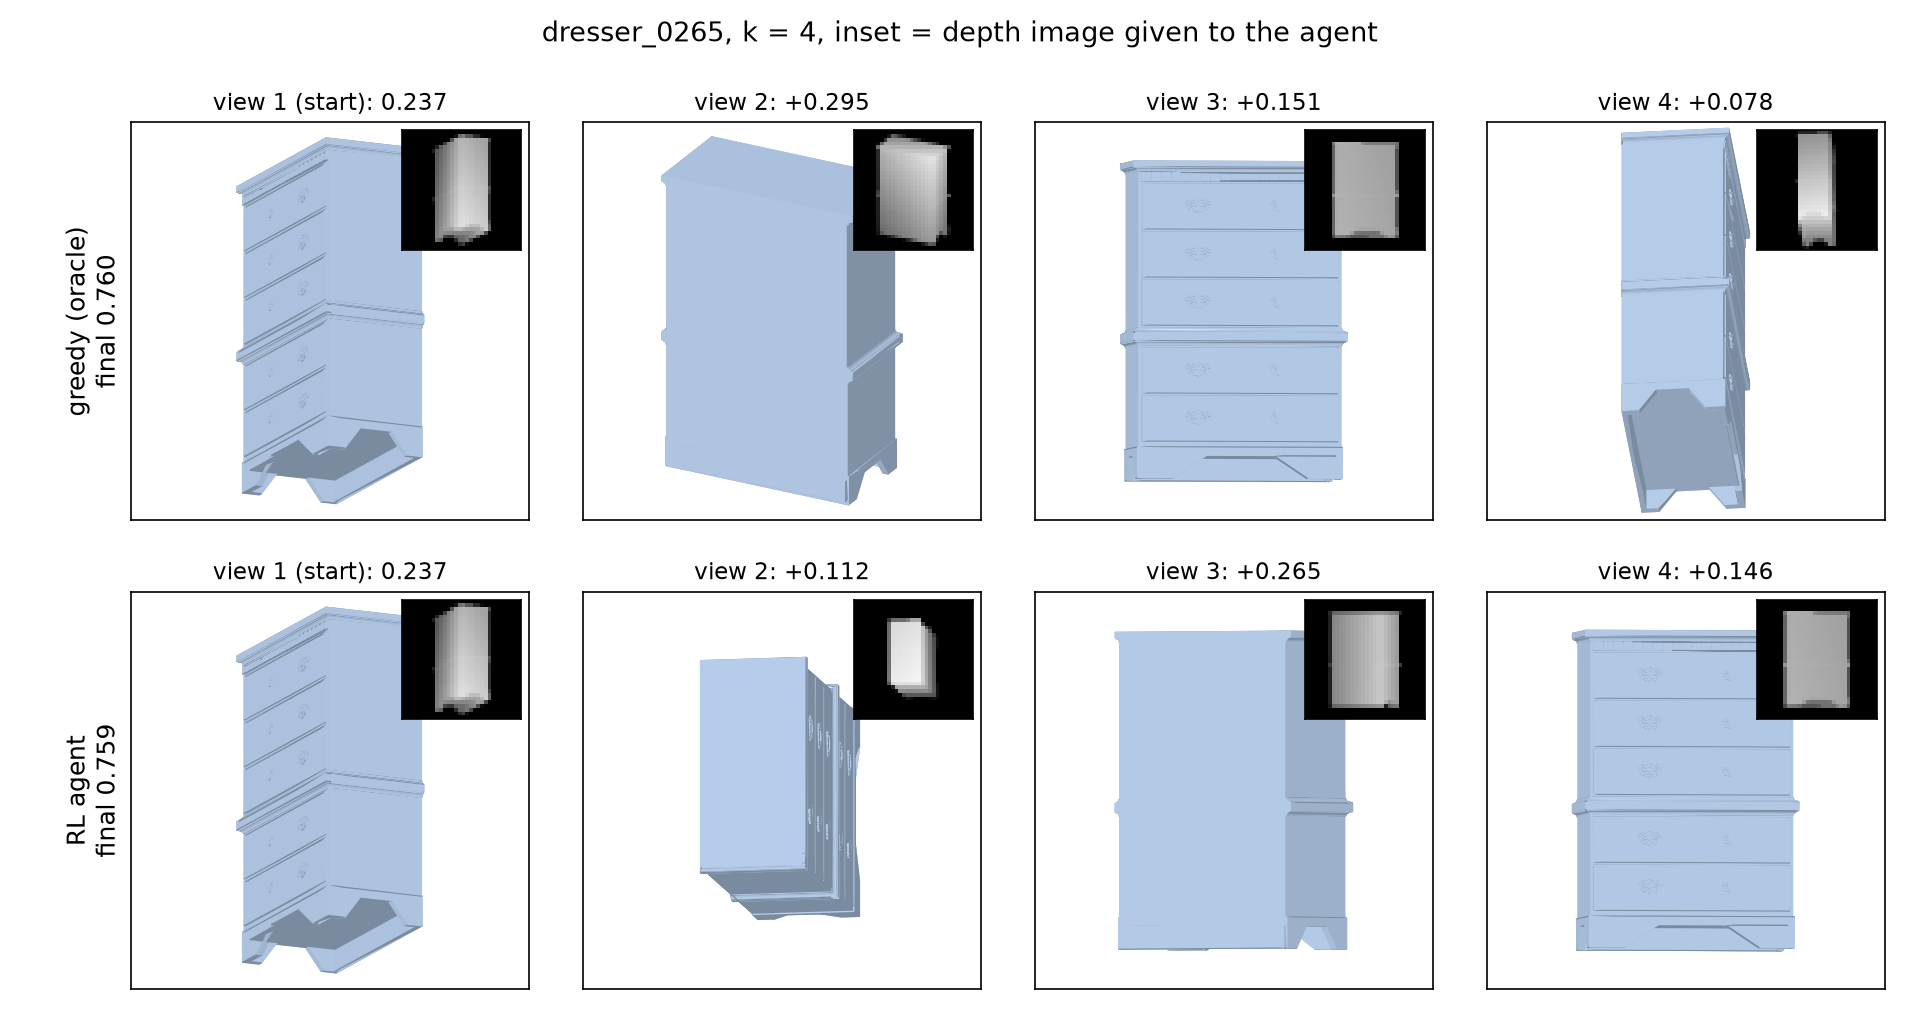 dresser_0265, k = 4, inset = depth image given to the agent
view 1 (start): 0.237
view 2: +0.295
view 3: +0.151
view 4: +0.078
greedy (oracle)
final 0.760
view 1 (start): 0.237
view 2: +0.112
view 3: +0.265
view 4: +0.146
RL agent
final 0.759